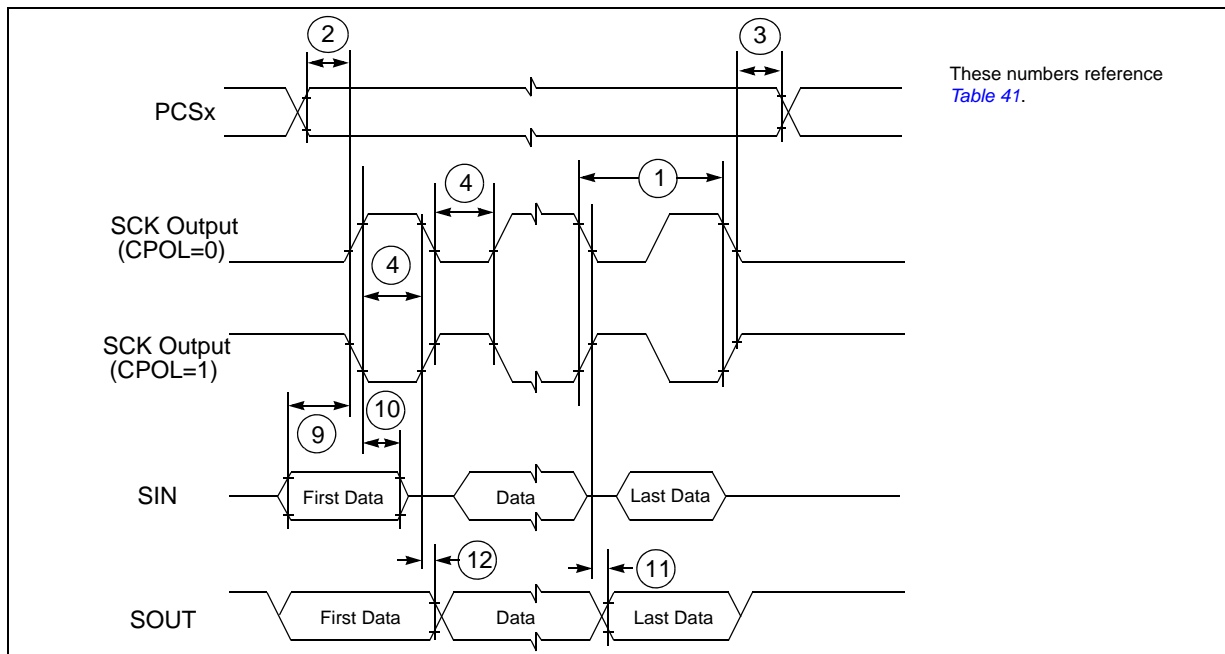 2
3
These numbers reference
Table 41.
PCSx
4
1
SCK Output
(CPOL=0)
4
SCK Output
(CPOL=1)
10
9
SIN
First Data
Data
Last Data
12
11
SOUT
First Data
Data
Last Data